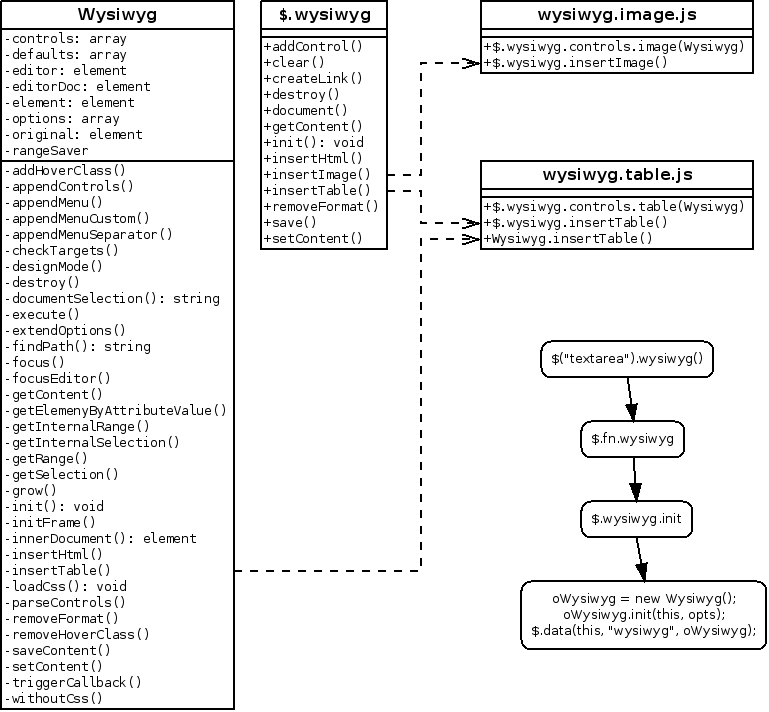 Wysiwyg
-controls: array
-defaults: array
-editor: element
-editorDoc: element
-element: element
-options: array
-original: element
-rangeSaver
-addHoverClass()
-appendControls()
-appendMenu()
-appendMenuCustom()
-appendMenuSeparator()
-checkTargets()
-designMode()
-destroy()
-documentSelection(): string
-execute()
-extendOptions()
-findPath(): string
-focus()
-focusEditor()
-getContent()
-getElemenyByAttributeValue()
-getInternalRange()
-getInternalSelection()
-getRange()
-getSelection()
-grow()
-init(): void
-initFrame()
-innerDocument(): element
-insertHtml()
-insertTable()
-loadCss(): void
-parseControls()
-removeFormat()
-removeHoverClass()
-saveContent()
-setContent()
-triggerCallback()
-withoutCss()
$.wysiwyg
+addControl()
+clear()
+createLink()
+destroy()
+document()
+getContent()
+init(): void
+insertHtml()
+insertImage()
+insertTable()
+removeFormat()
+save()
+setContent()
wysiwyg.image.js
+$.wysiwyg.controls.image(Wysiwyg)
+$.wysiwyg.insertImage()
wysiwyg.table.js
+$.wysiwyg.controls.table(Wysiwyg)
+$.wysiwyg.insertTable()
+Wysiwyg.insertTable()
$("textarea").wysiwyg()
$.fn.wysiwyg
$.wysiwyg.init
oWysiwyg = new Wysiwyg();
oWysiwyg.init(this, opts);
$.data(this, "wysiwyg", oWysiwyg);